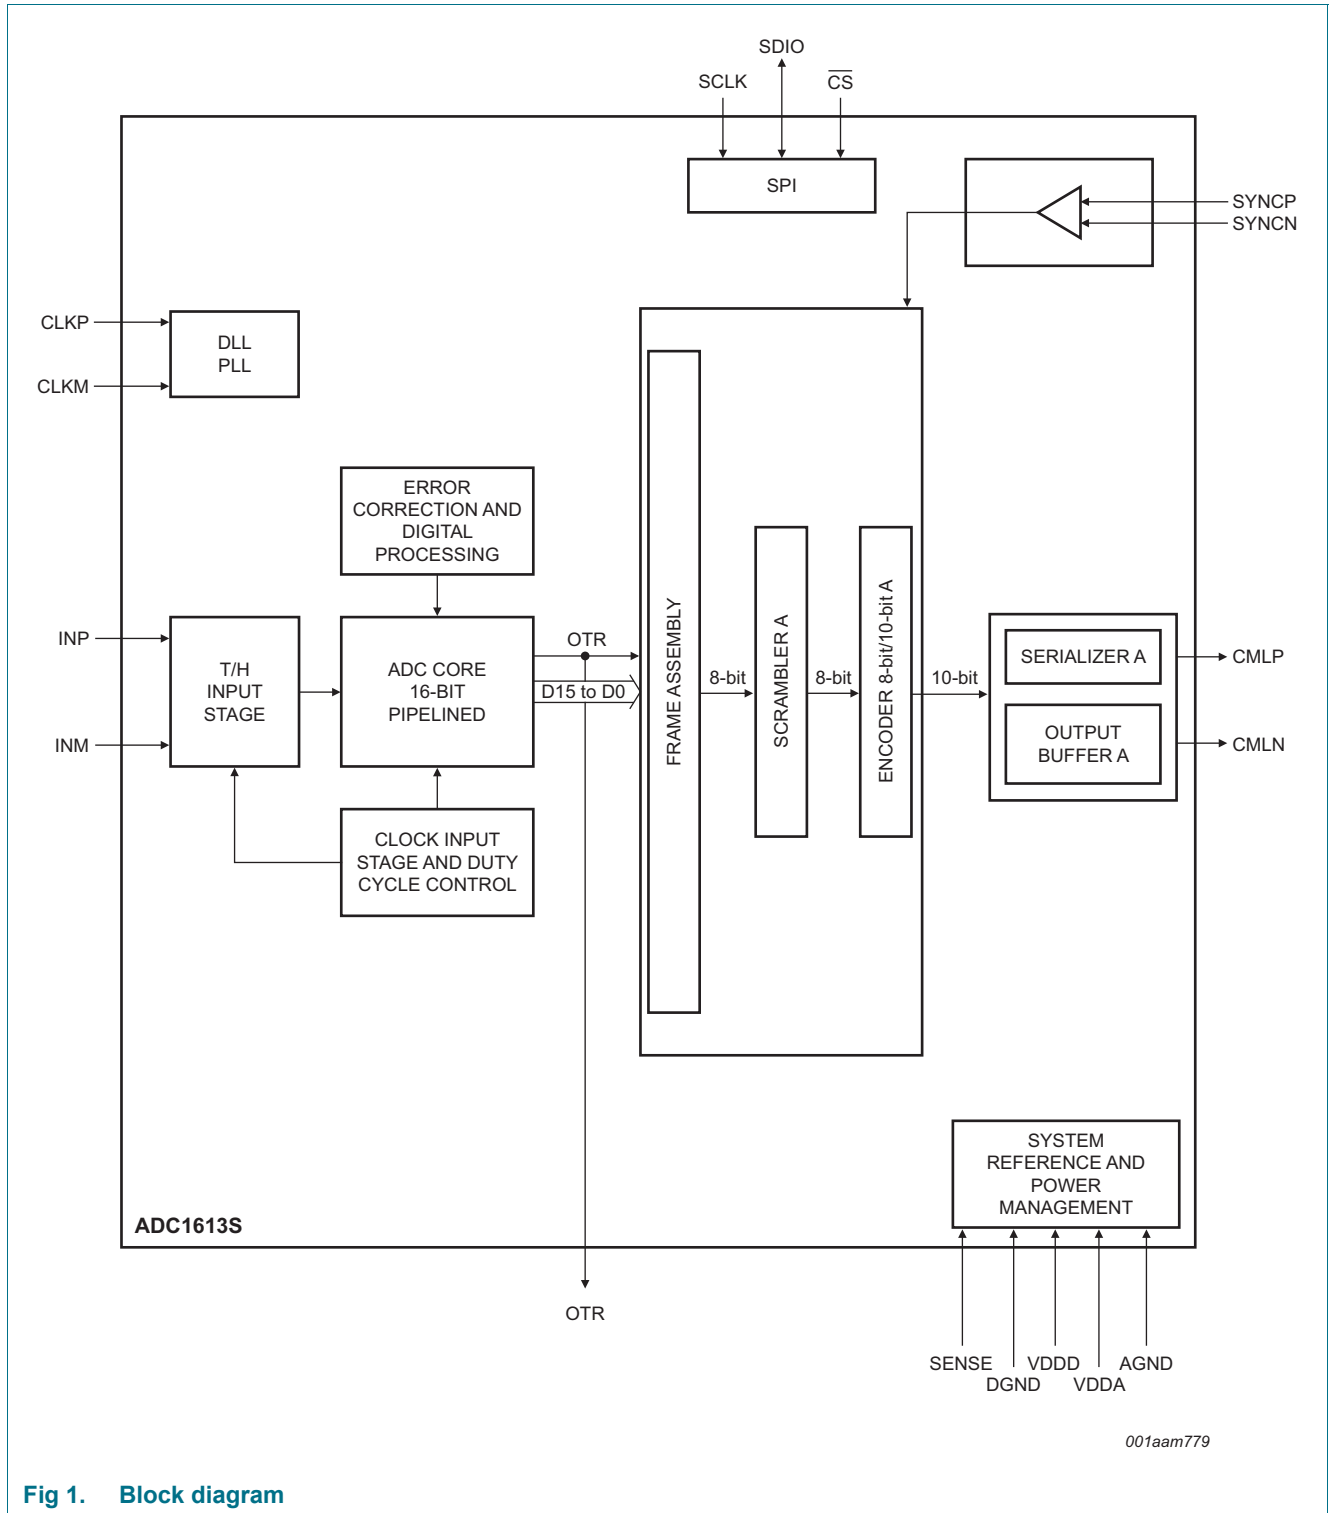 SDIO
SCLK
CS
SPI
SYNCP
SYNCN
CLKP
DLL
PLL
CLKM
ERROR
CORRECTION AND
DIGITAL
PROCESSING
INP
T/H
INPUT
STAGE
INM
ADC CORE
16-BIT
PIPELINED
OTR
D15 to D0
CLOCK INPUT
STAGE AND DUTY
CYCLE CONTROL
FRAME ASSEMBLY
8-bit
SCRAMBLER A
8-bit
ENCODER 8-bit/10-bit A
10-bit
SERIALIZER A
OUTPUT
BUFFER A
CMLP
CMLN
SYSTEM
REFERENCE AND
POWER
MANAGEMENT
ADC1613S
OTR
SENSE
DGND
VDDD
VDDA
AGND
001aam779
Fig 1. Block diagram